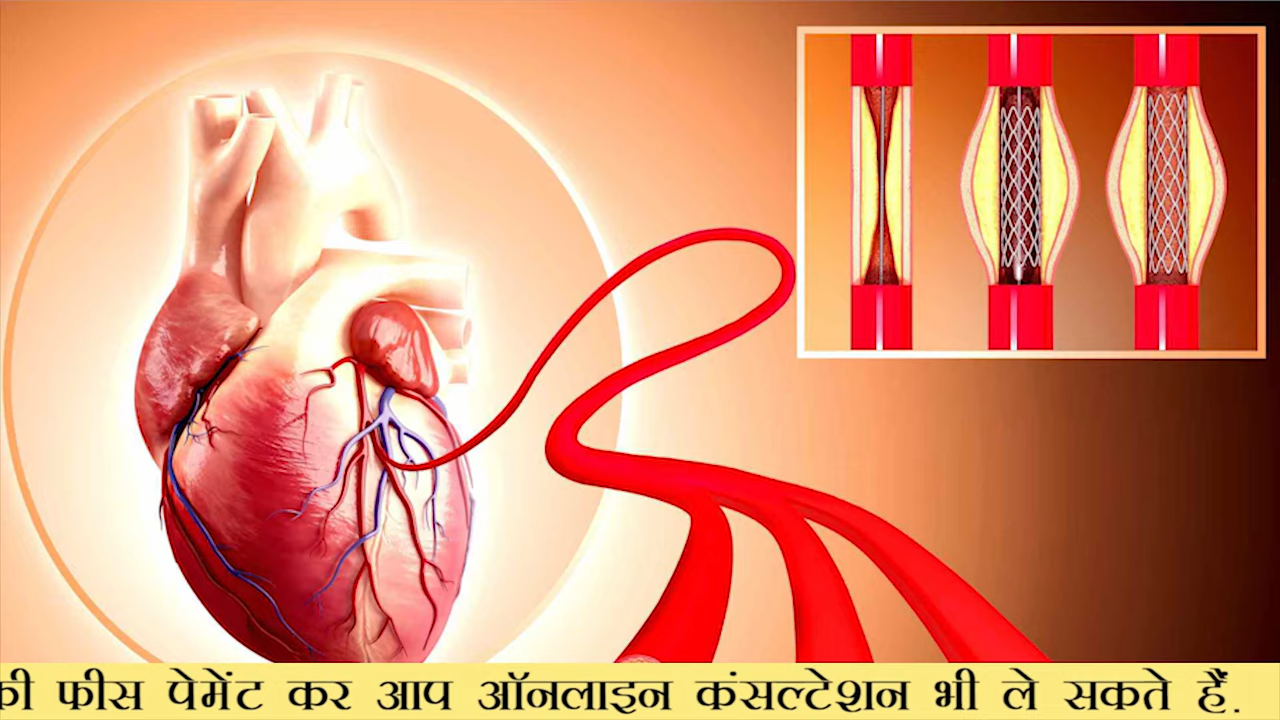 की फीस पेमेंट कर आप ऑनलाइन कंसल्टेशन भी ले सकते हैं.